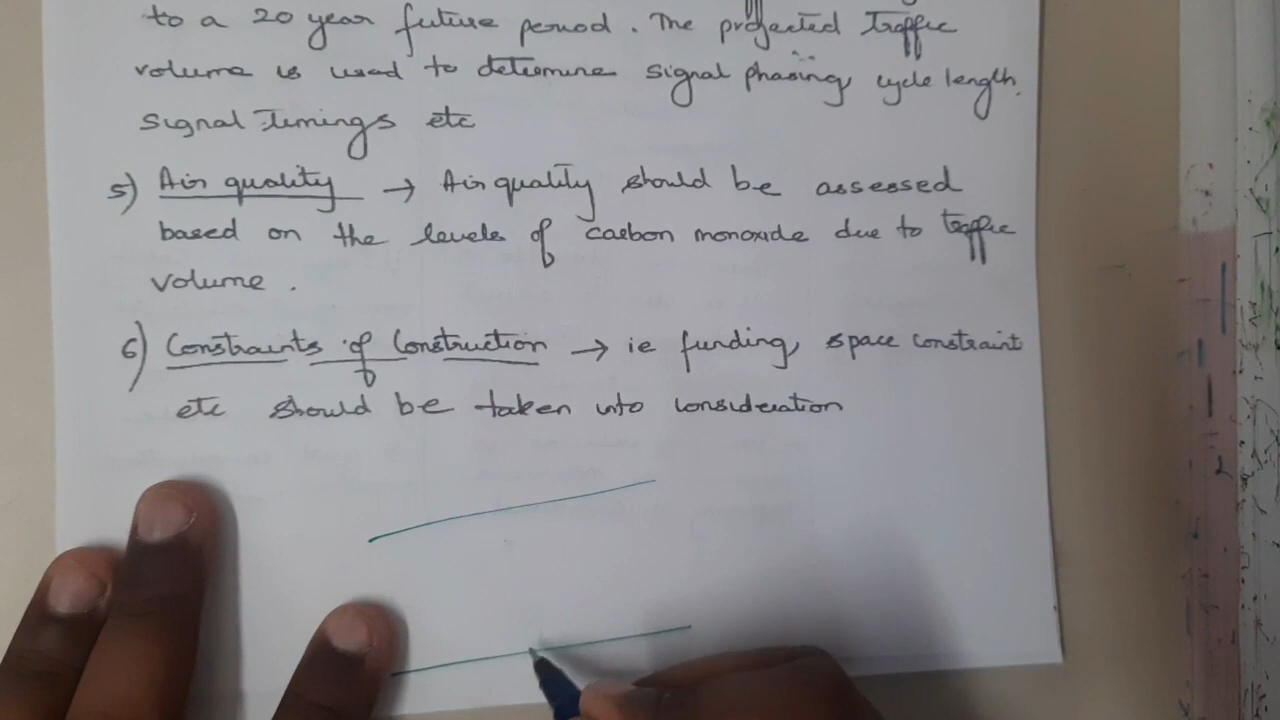 to a 20 year future period. The projected traffic
volume is used to determine signal phasing, cycle length,
signal Timings etc
5) Air quality → Air quality should be assessed
based on the levels of carbon monoxide due to traffic
volume.
6) Constraints of Construction → ie funding, space constraint
etc should be taken into consideration